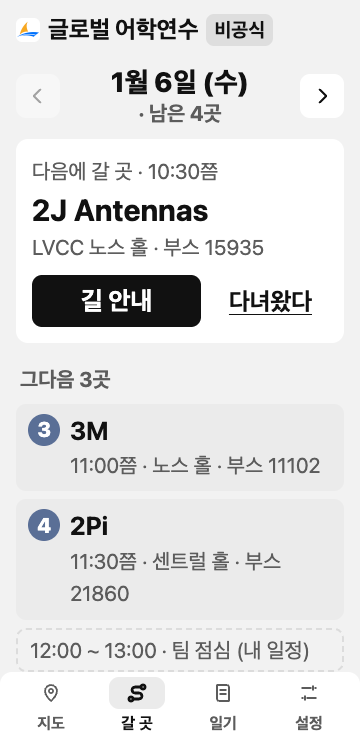 글로벌 어학연수 비공식
1월 6일 (수)
· 남은 4곳
다음에 갈 곳 · 10:30쯤
2J Antennas
LVCC 노스 홀 · 부스 15935
길 안내 다녀왔다
그다음 3곳
3 3M
11:00쯤 · 노스 홀 · 부스 11102
4 2Pi
11:30쯤 · 센트럴 홀 · 부스
21860
12:00 ~ 13:00 · 팀 점심 (내 일정)
지도 갈 곳 일기 설정